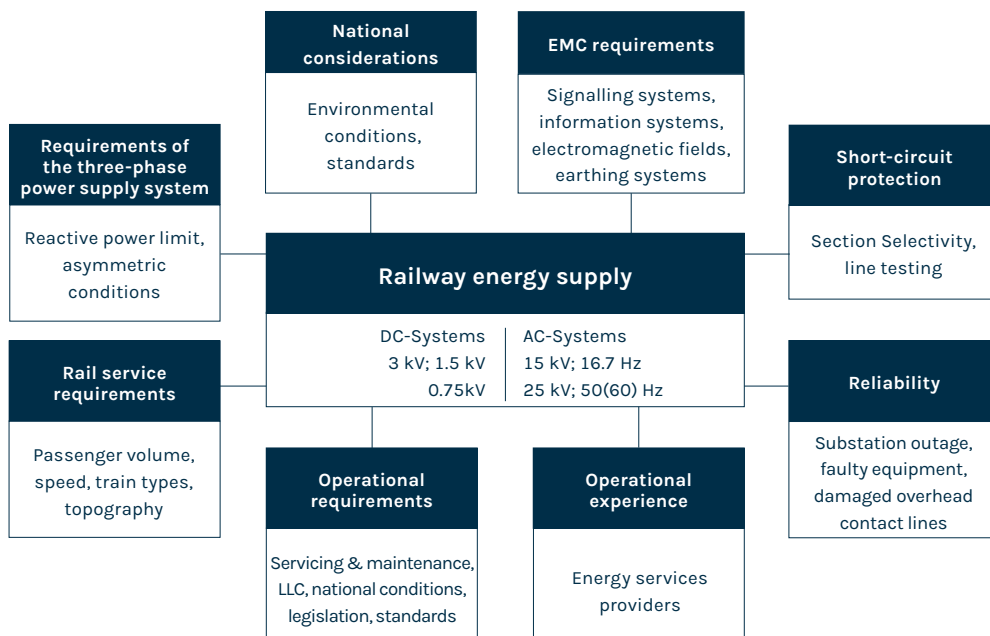 National
considerations
Environmental
conditions,
standards
EMC requirements
Signalling systems,
information systems,
electromagnetic fields,
earthing systems
Requirements of
the three-phase
power supply system
Reactive power limit,
asymmetric
conditions
Short-circuit
protection
Section Selectivity,
line testing
Railway energy supply
DC-Systems
3 kV; 1.5 kV
0.75kV
AC-Systems
15 kV; 16.7 Hz
25 kV; 50(60) Hz
Rail service
requirements
Passenger volume,
speed, train types,
topography
Reliability
Substation outage,
faulty equipment,
damaged overhead
contact lines
Operational
requirements
Servicing & maintenance,
LLC, national conditions,
legislation, standards
Operational
experience
Energy services
providers